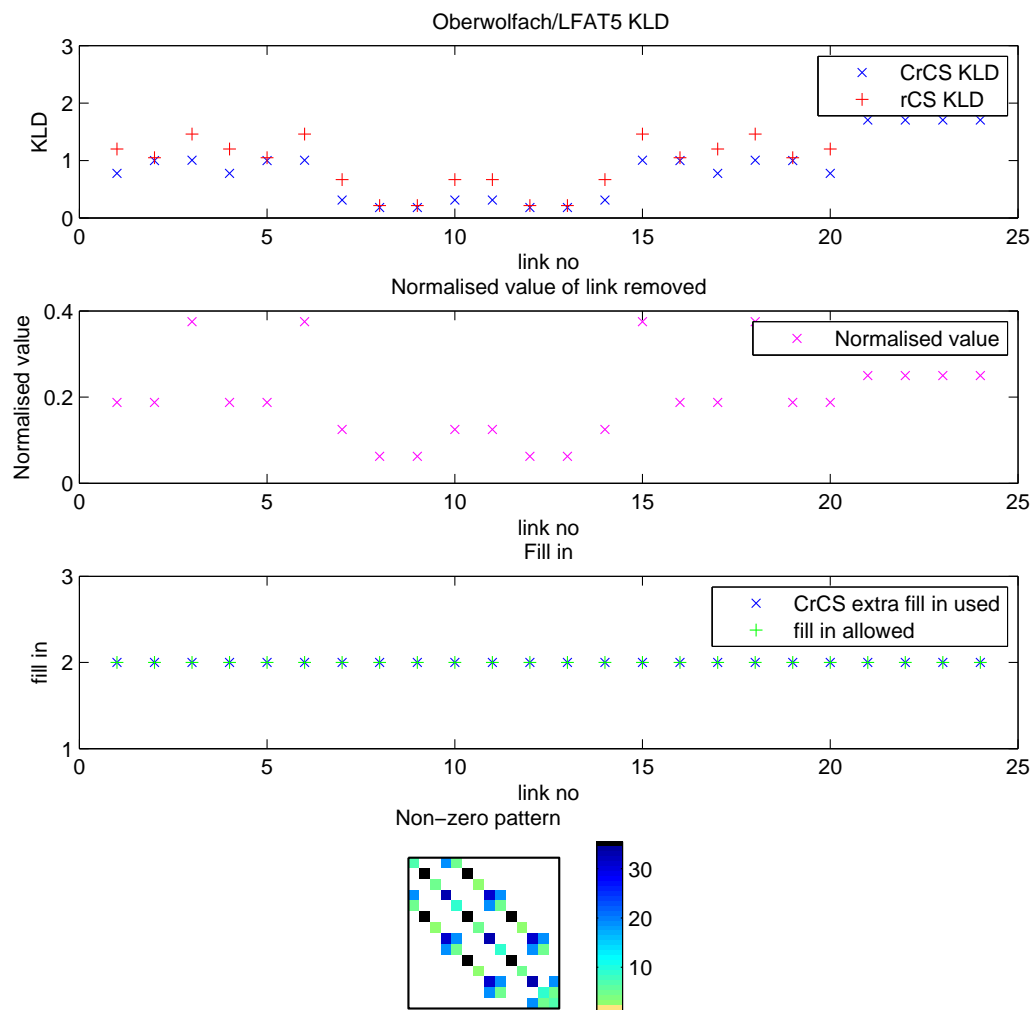 Oberwolfach/LFAT5 KLD
3
2
1
0
KLD
CrCS KLD
rCS KLD
0 5 10 15 20 25
link no
Normalised value of link removed
0.4
0.2
0
Normalised value
Normalised value
0 5 10 15 20 25
link no
Fill in
3
2
1
fill in
CrCS extra fill in used
fill in allowed
0 5 10 15 20 25
link no
Non−zero pattern
30
20
10